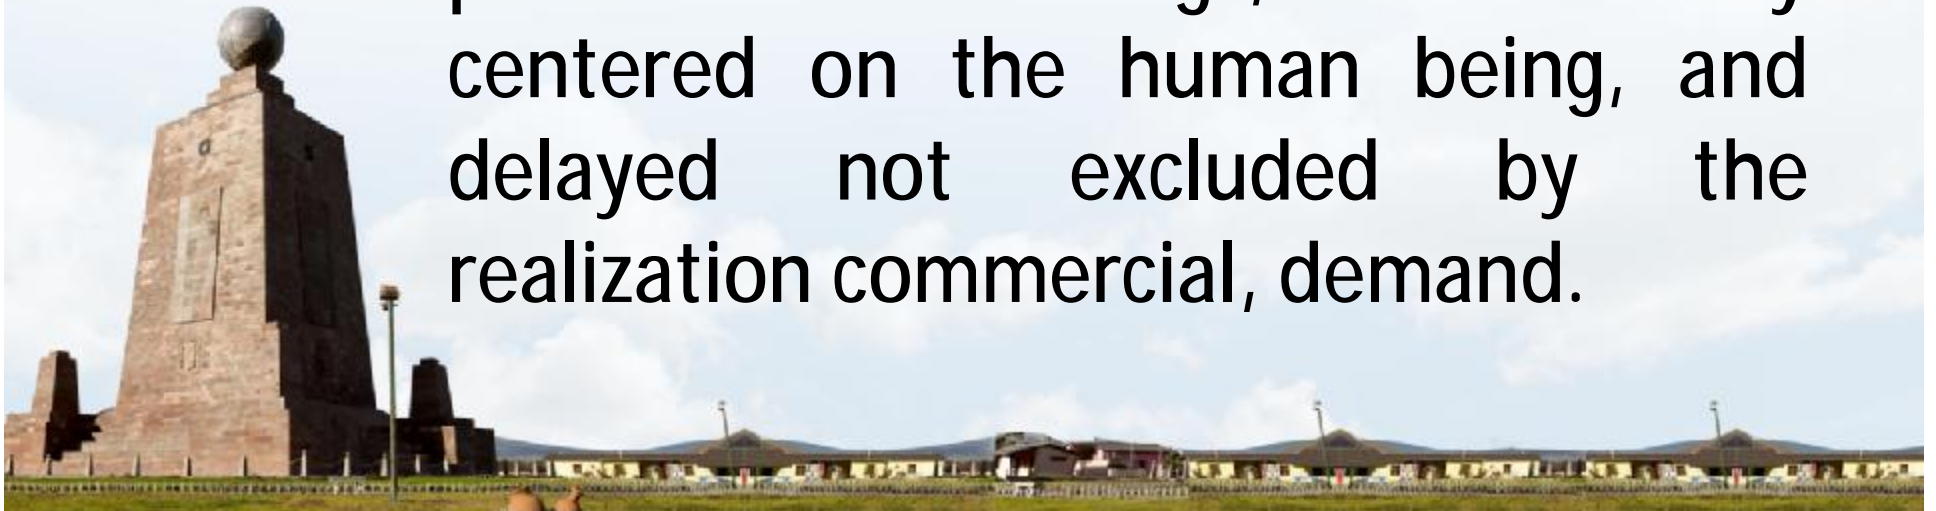 centered on the human being, and
delayed not excluded by the
realization commercial, demand.